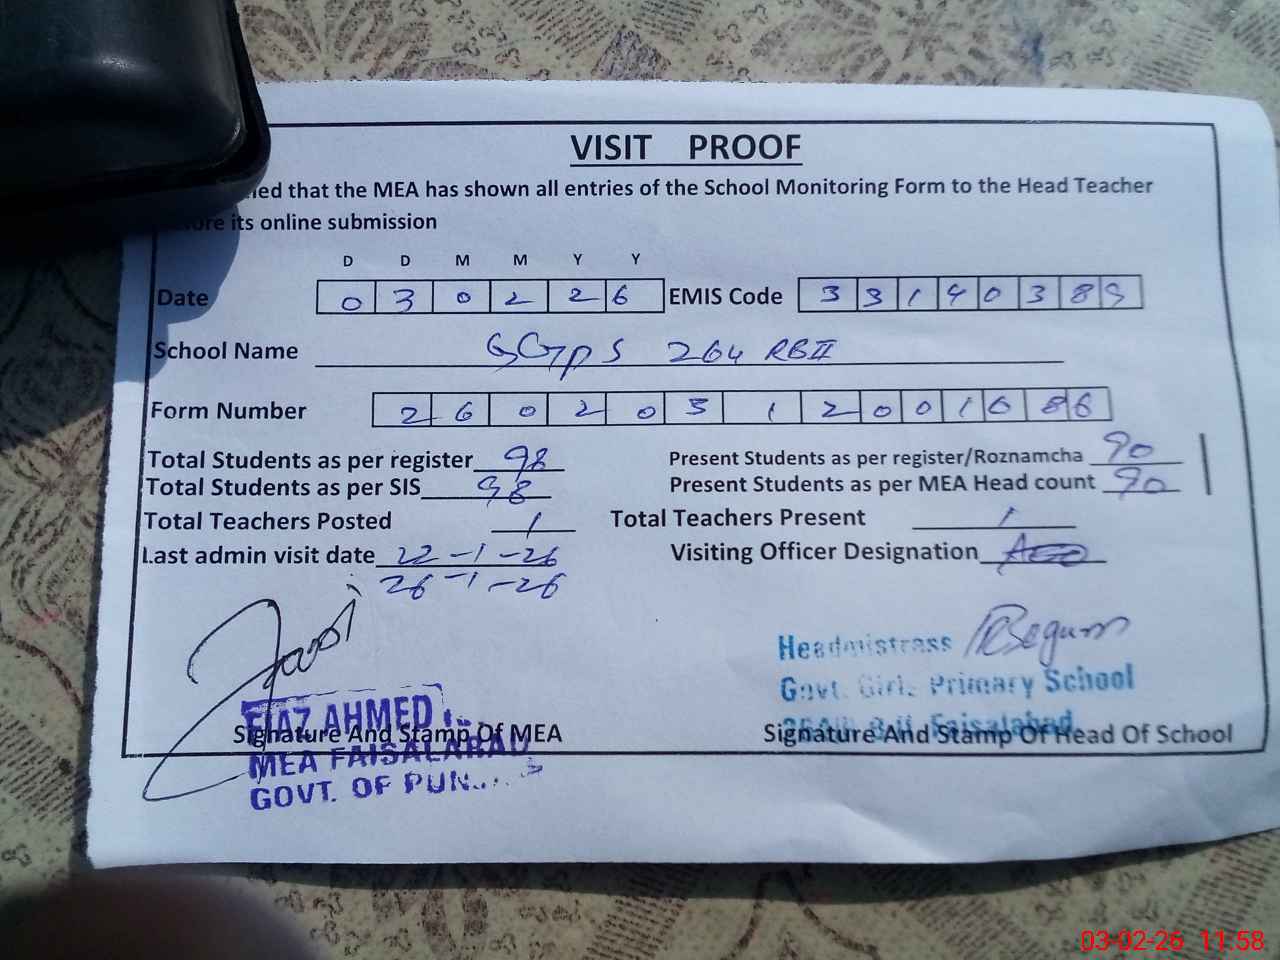 VISIT PROOF
that the MEA has shown all entries of the School Monitoring Form to the Head Teacher
its online submission
D D M M Y Y
Date 0 3 0 2 2 6 EMIS Code 3 3 1 4 0 3 8 9
School Name GGPS 264 RB II
Form Number 2 6 0 2 0 3 1 2 0 0 1 6 8 6
Total Students as per register 98 Present Students as per register/Roznamcha 90
Total Students as per SIS 98 Present Students as per MEA Head count 90
Total Teachers Posted 1 Total Teachers Present 1
Last admin visit date 22-1-26 Visiting Officer Designation
26-1-26
Headmistrass Begum
Govt. Girl. Primary School
Faisalabad
FIAZ AHMED
Signature And Stamp Of MEA Signature And Stamp Of Head Of School
MEA FAISALABAD
GOVT. OF
03-02-26 11:58